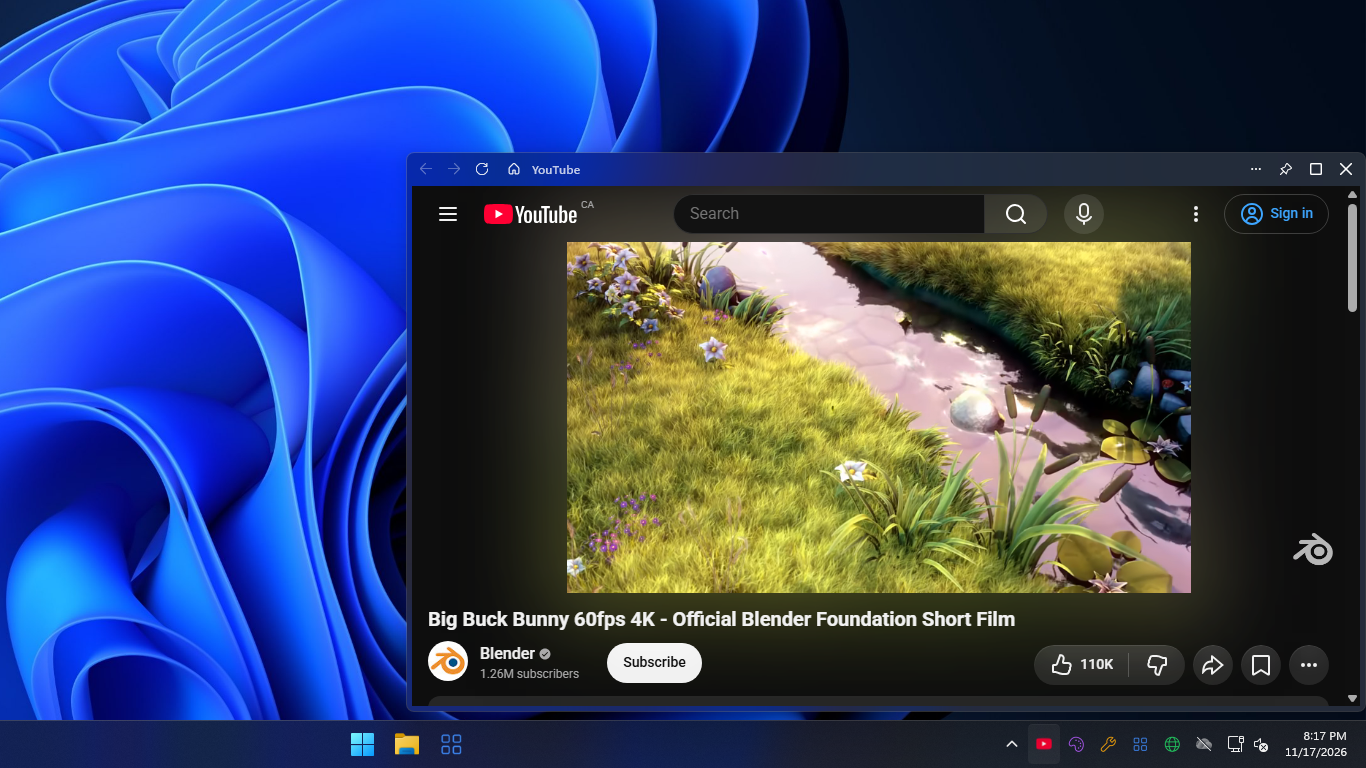 YouTube
YouTube CA
Search
Sign in
Big Buck Bunny 60fps 4K - Official Blender Foundation Short Film
Blender
1.26M subscribers
Subscribe
110K
8:17 PM
11/17/2026